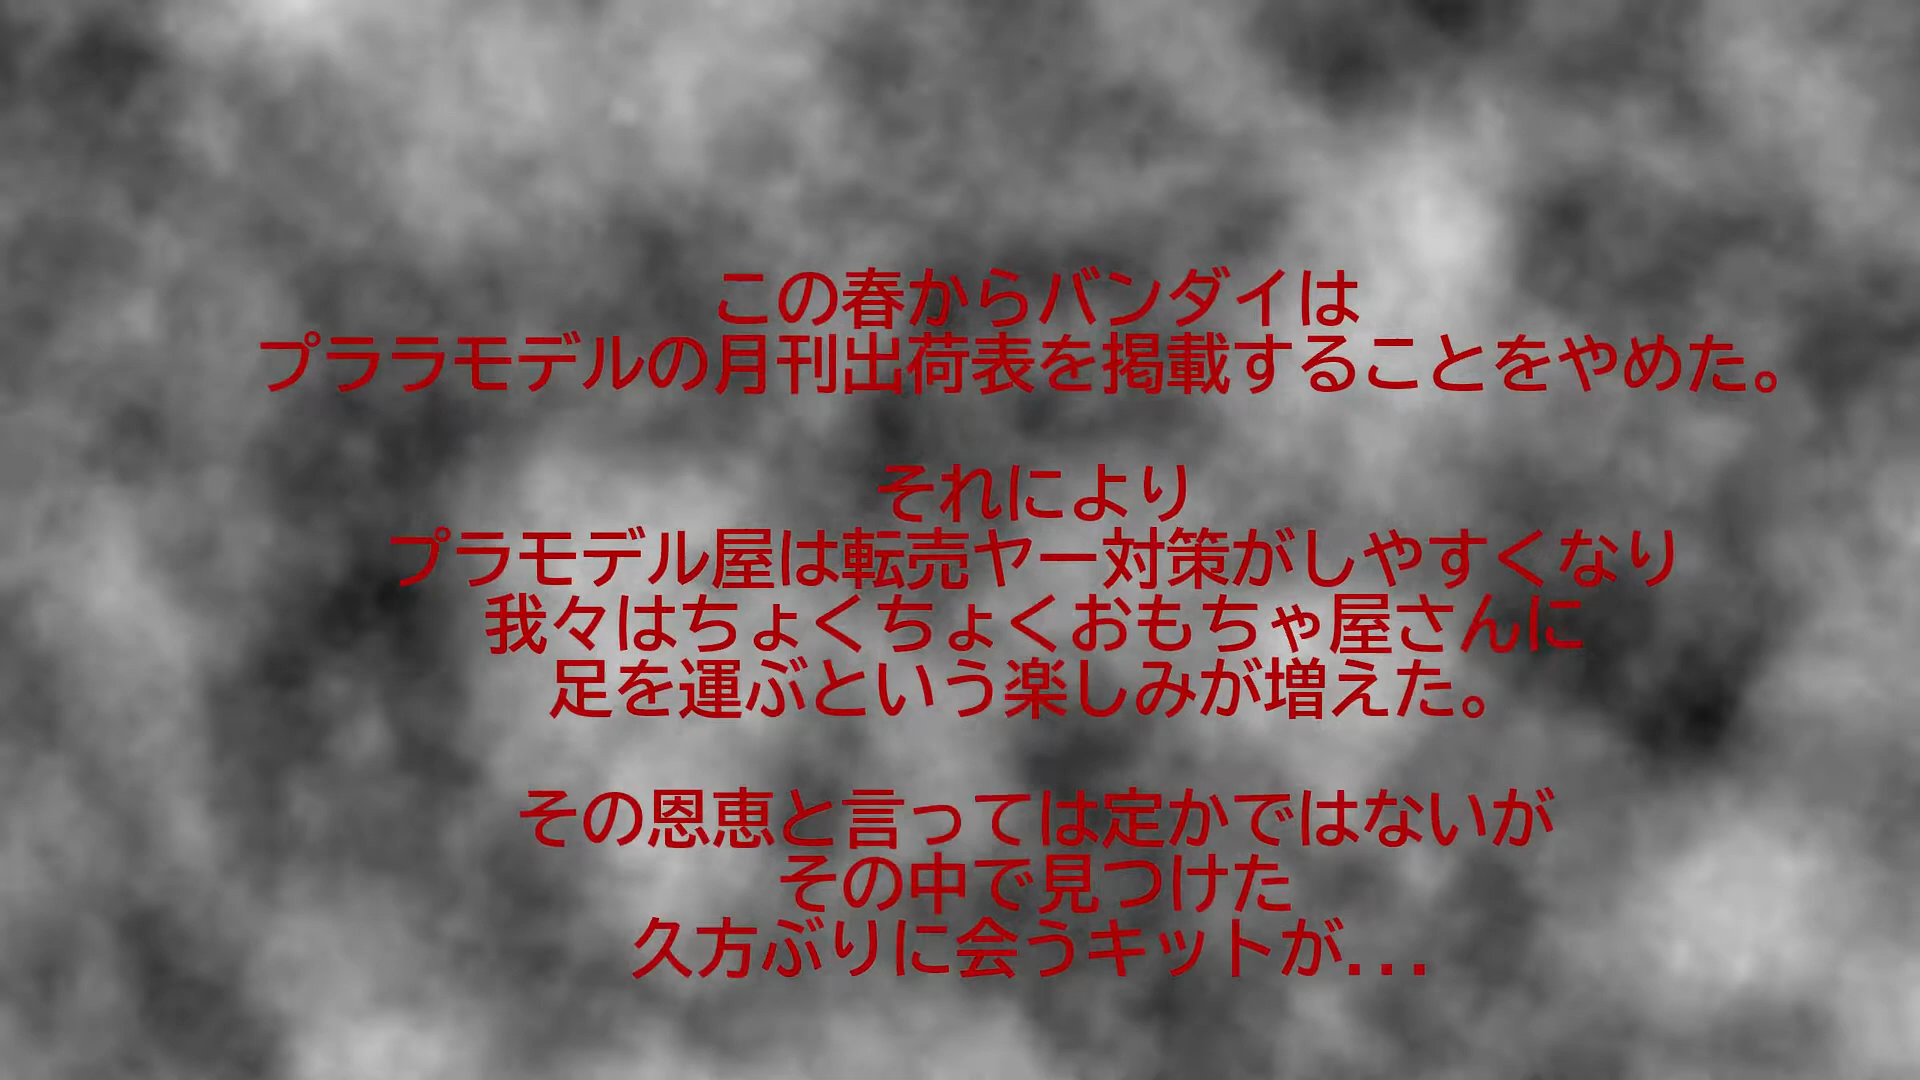 この春からバンダイは
プララモデルの月刊出荷表を掲載することをやめた。
それにより
プラモデル屋は転売ヤー対策がしやすくなり
我々はちょくちょくおもちゃ屋さんに
足を運ぶという楽しみが増えた。
その恩恵と言っては定かではないが
その中で見つけた
久方ぶりに会うキットが...